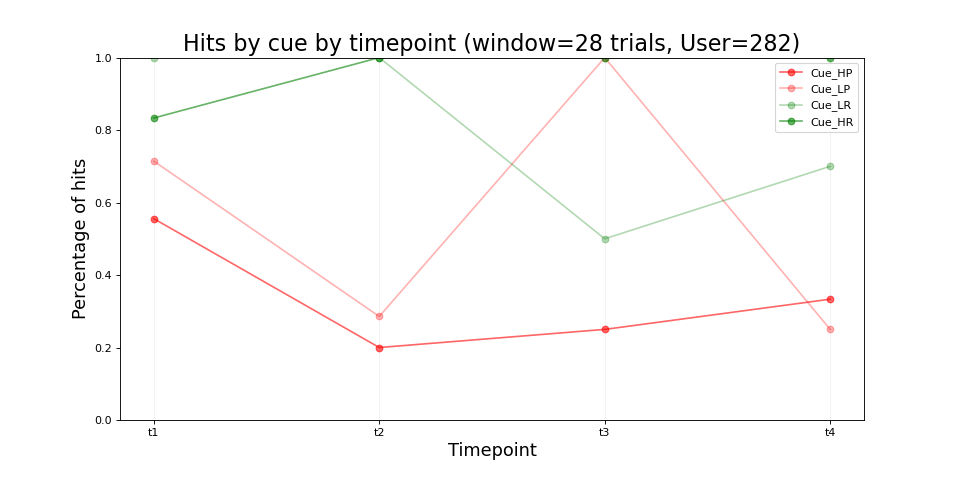 Hits by cue by timepoint (window=28 trials, User=282)
Percentage of hits
1.0
0.8
0.6
0.4
0.2
0.0
Cue_HP
Cue_LP
Cue_LR
Cue_HR
t1
t2
t3
t4
Timepoint